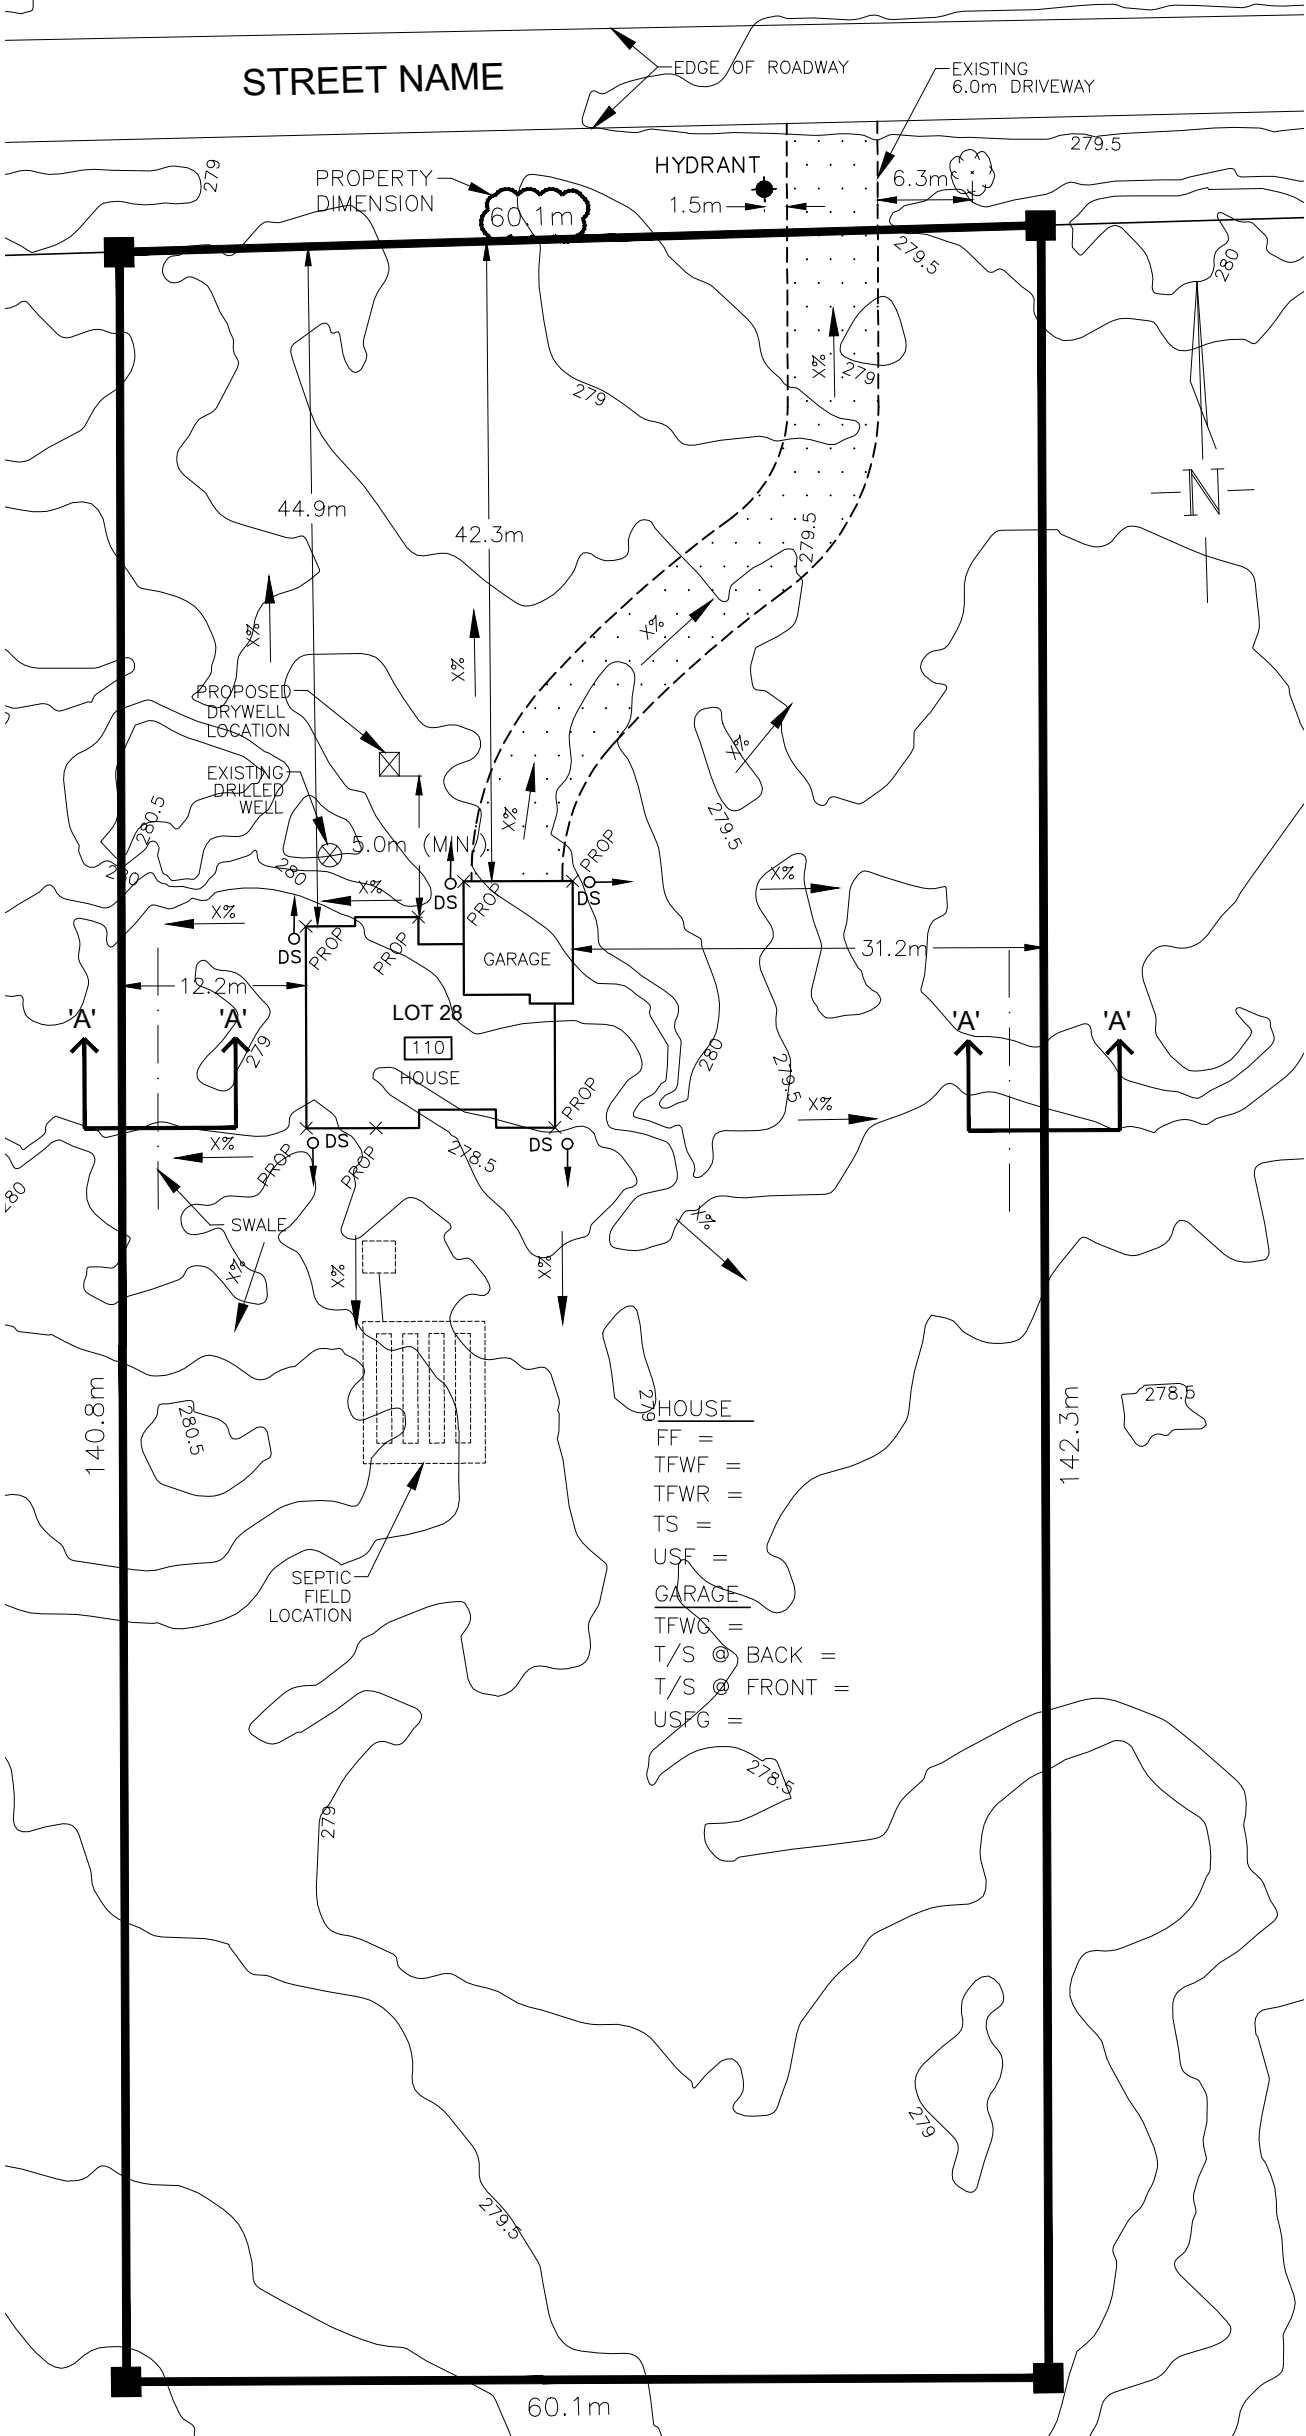 STREET NAME
EDGE OF ROADWAY
EXISTING
6.0m DRIVEWAY
279.5
279
PROPERTY
DIMENSION
60.1m
HYDRANT
1.5m
6.3m
279.5
280
X%
279
279
44.9m
42.3m
N
279.5
X%
X%
X%
PROPOSED
DRYWELL
LOCATION
X%
EXISTING
DRILLED
WELL
280.5
279.5
X%
5.0m (MIN.)
280
280
PROP
X%
X%
X%
DS
PROP
DS
DS
PROP
PROP
GARAGE
31.2m
12.2m
LOT 28
110
HOUSE
'A'
'A'
'A'
'A'
279
280
279.5
PROP
X%
X%
DS
DS
278.5
PROP
PROP
280
SWALE
X%
X%
X%
X%
140.8m
142.3m
280.5
279
278.5
HOUSE
FF =
TFWF =
TFWR =
TS =
USF =
GARAGE
TFWG =
T/S @ BACK =
T/S @ FRONT =
USFG =
SEPTIC
FIELD
LOCATION
278.5
279
279
279.5
60.1m